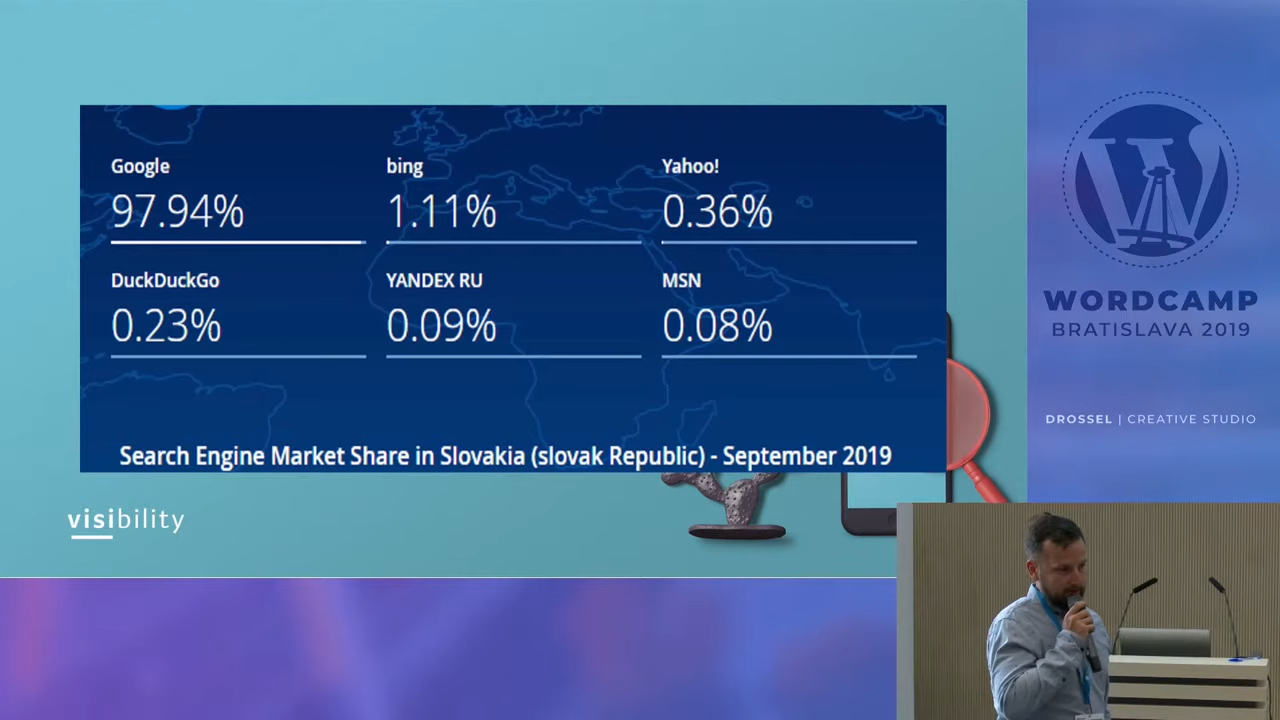 Google
97.94%
bing
1.11%
Yahoo!
0.36%
DuckDuckGo
0.23%
YANDEX RU
0.09%
MSN
0.08%
Search Engine Market Share in Slovakia (slovak Republic) - September 2019
visibility
WORDCAMP
BRATISLAVA 2019
DROSSEL | CREATIVE STUDIO